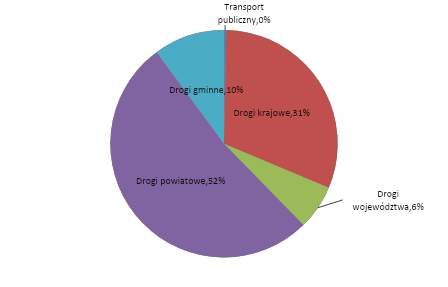 Transport
publiczny,0%
Drogi gminne,10%
Drogi krajowe,31%
Drogi powiatowe,52%
Drogi
województwa,6%